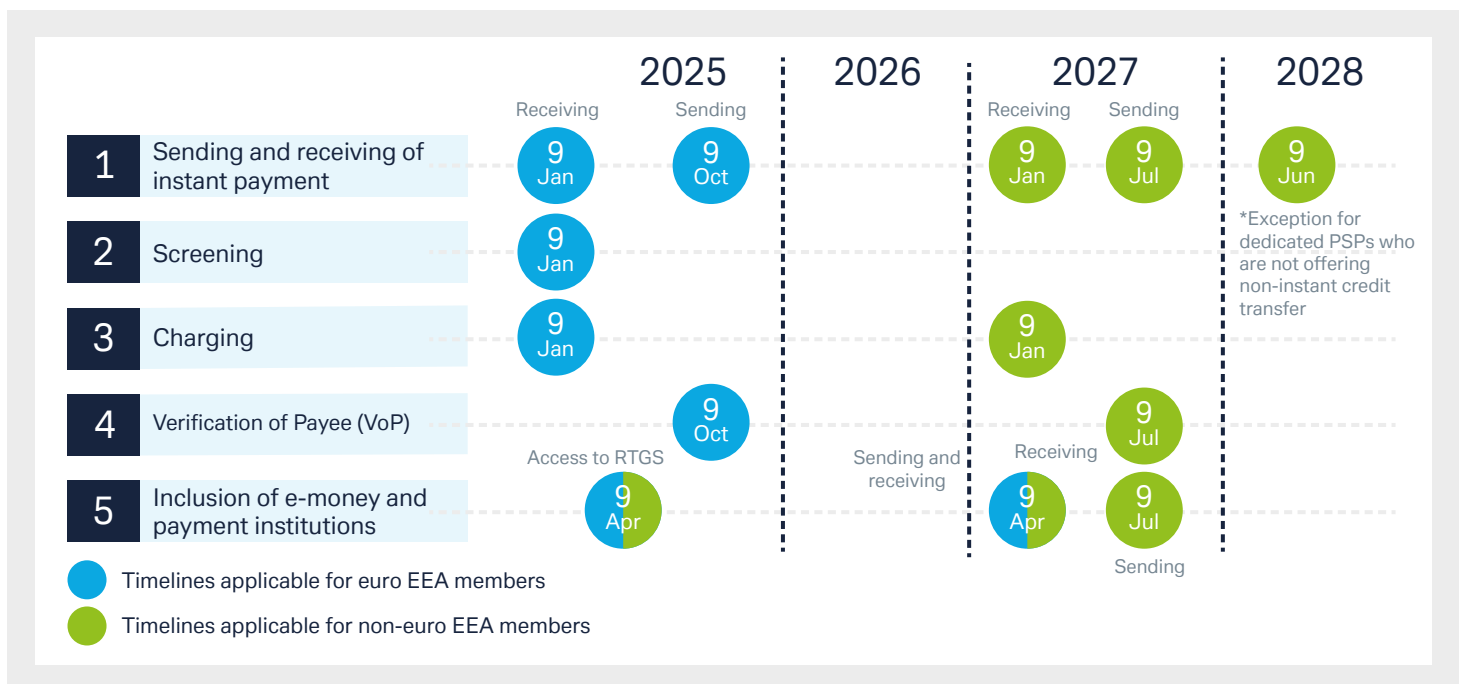 2025
2026
2027
2028
Receiving
Sending
Receiving
Sending
1
Sending and receiving of
instant payment
9
Jan
9
Oct
9
Jan
9
Jul
9
Jun
*Exception for
dedicated PSPs who
are not offering
non-instant credit
transfer
2
Screening
9
Jan
3
Charging
9
Jan
9
Jan
4
Verification of Payee (VoP)
9
Oct
9
Jul
Access to RTGS
Sending and
receiving
Receiving
5
Inclusion of e-money and
payment institutions
9
Apr
9
Apr
9
Jul
Sending
Timelines applicable for euro EEA members
Timelines applicable for non-euro EEA members